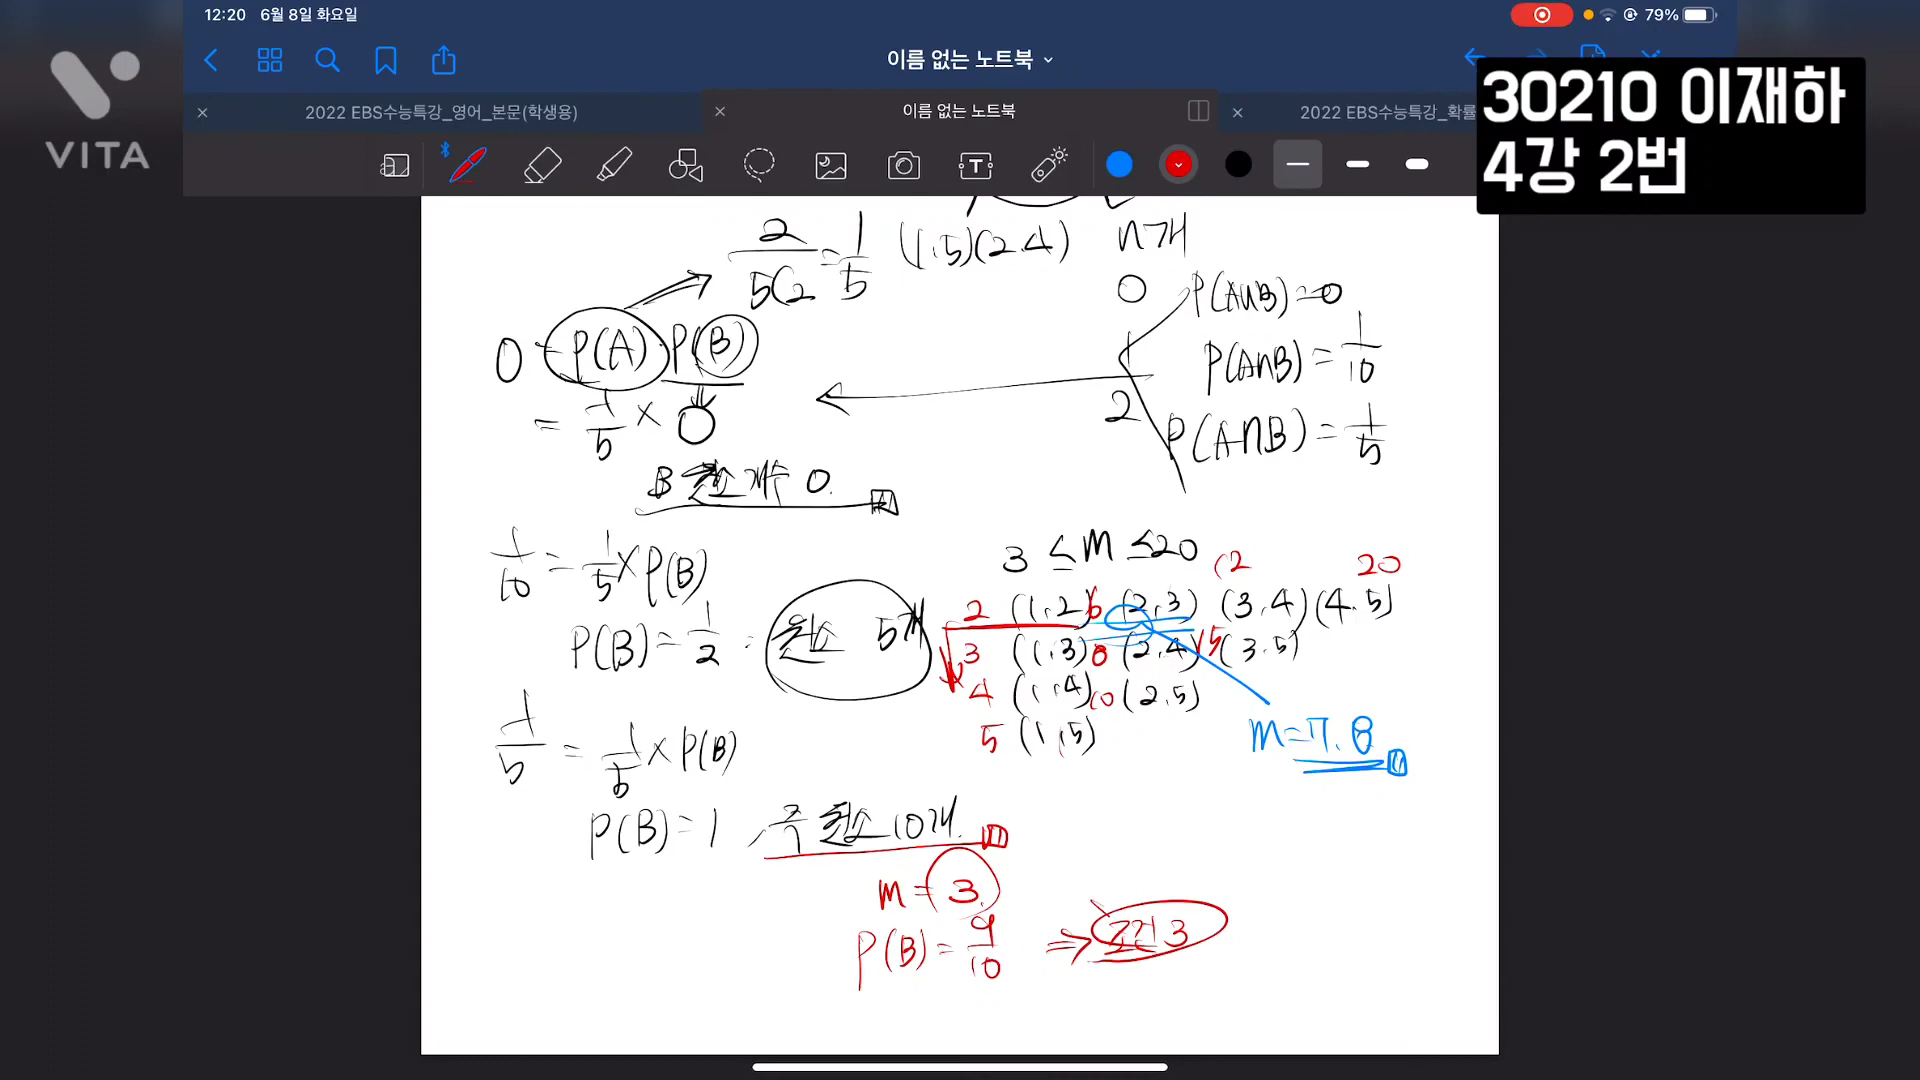 12:20 6월 8일 화요일
79%
VITA
이름 없는 노트북
30210 이재하
4강 2번
2022 EBS수능특강_영어_본문(학생용)
이름 없는 노트북
2022 EBS수능특강_확률
2/5C2 = 1/5 (1,5)(2,4) n개
0 P(A∩B)=0
0 = P(A) P(B)
1 P(A∩B) = 1/10
= 1/5 × 0
2 P(A∩B) = 1/5
B 원소 개수 0.
1/10 = 1/5 × P(B)
P(B) = 1/2 원소 5개
3 ≤ m ≤ 20
12 20
2 (1,2) 6 (2,3) (3,4) (4,5)
3 (1,3) 8 (2,4) 15 (3,5)
4 (1,4) 10 (2,5)
5 (1,5)
m=7.8
1/5 = 1/5 × P(B)
P(B) = 1, 즉 원소 10개.
m = 3.
P(B) = 9/10 ⇒ 조건 3